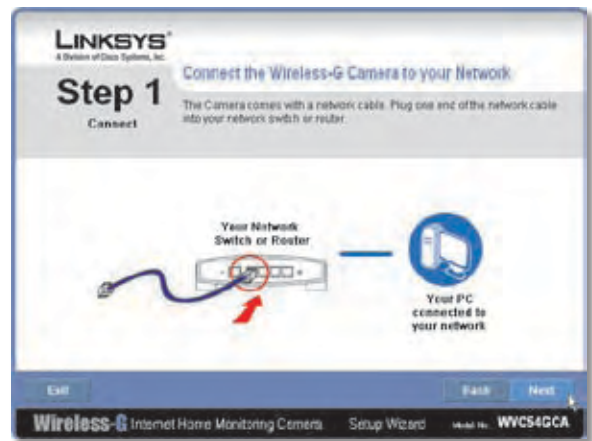 LINKSYS®
A Division of Cisco Systems, Inc.
Step 1
Connect
Connect the Wireless-G Camera to your Network
The Camera comes with a network cable. Plug one end of the network cable
into your network switch or router.
Your Network
Switch or Router
Your PC
connected to
your network
Exit
Back
Next
Wireless-G Internet Home Monitoring Camera Setup Wizard Model No. WVC54GCA